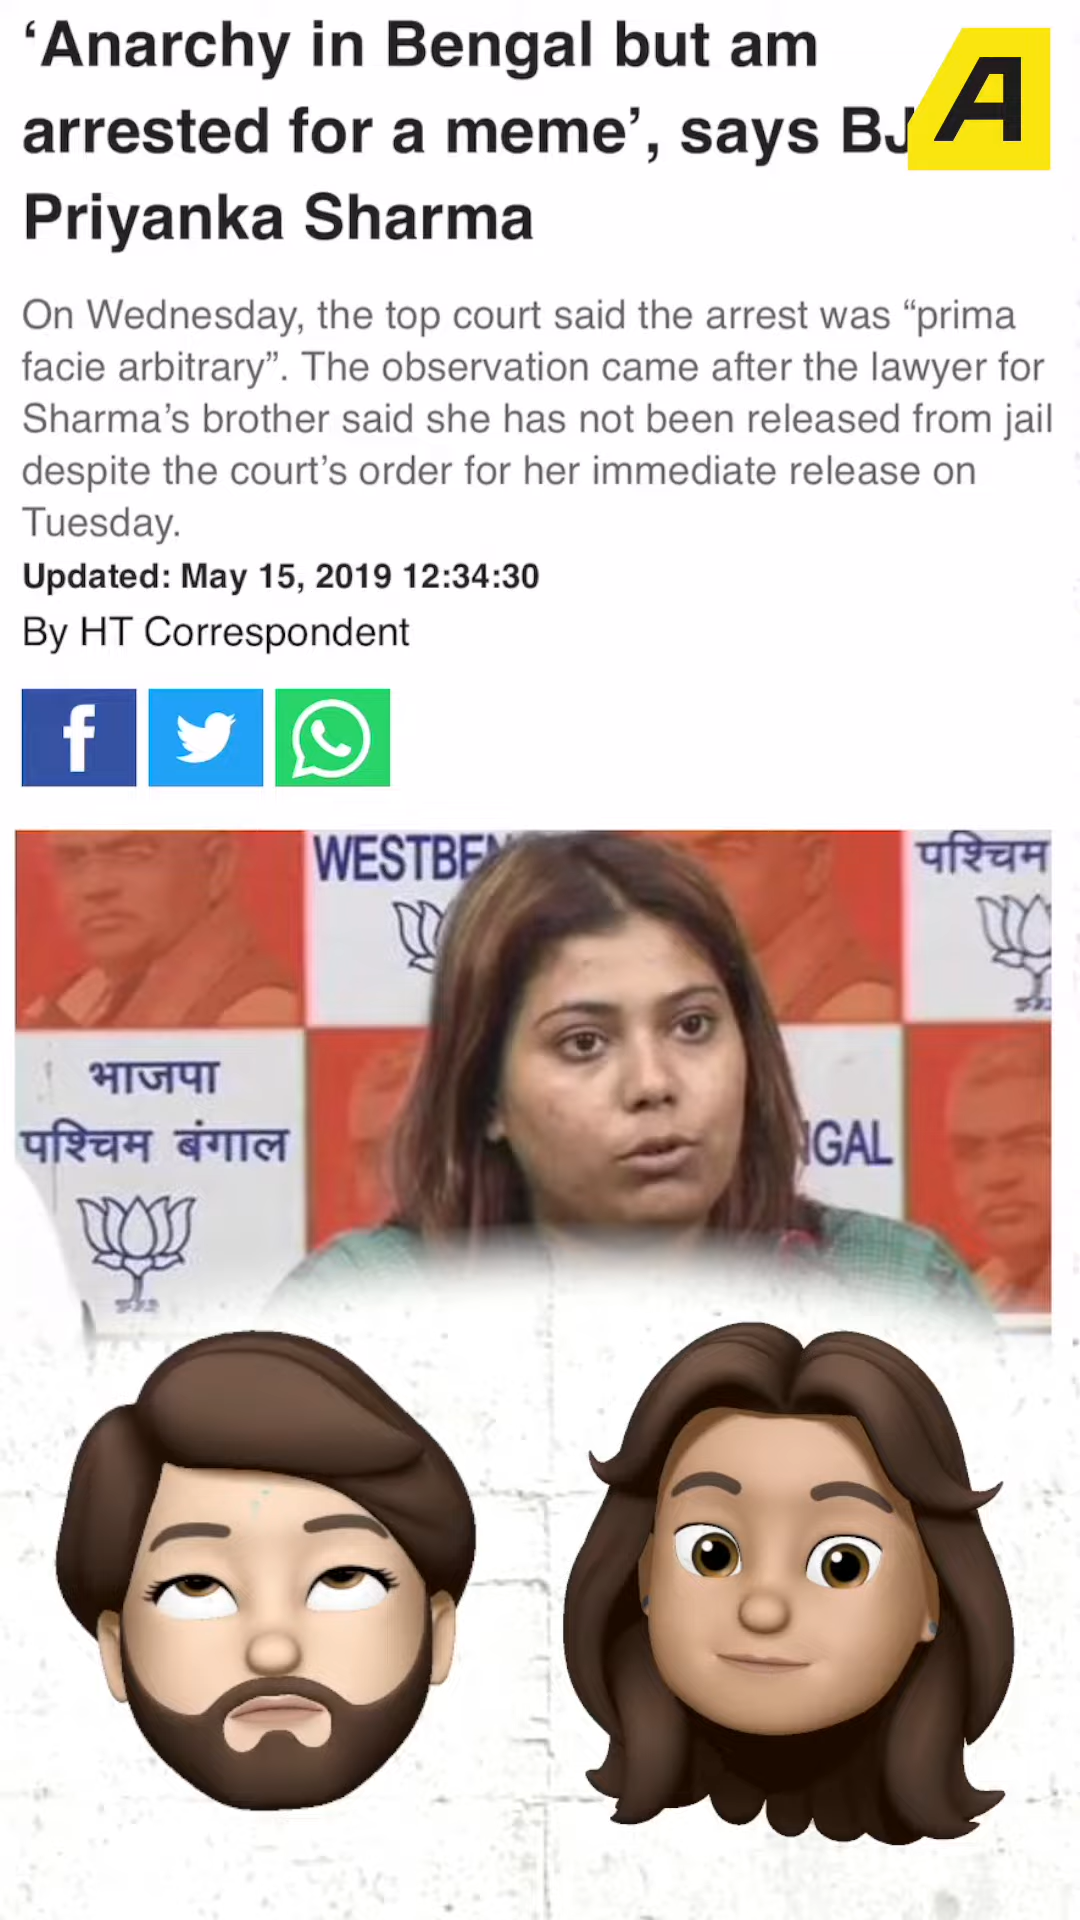 ‘Anarchy in Bengal but am
arrested for a meme’, says BJ
Priyanka Sharma
A
On Wednesday, the top court said the arrest was “prima
facie arbitrary”. The observation came after the lawyer for
Sharma’s brother said she has not been released from jail
despite the court’s order for her immediate release on
Tuesday.
Updated: May 15, 2019 12:34:30
By HT Correspondent
WESTBEN
पश्चिम
भाजपा
पश्चिम बंगाल
NGAL